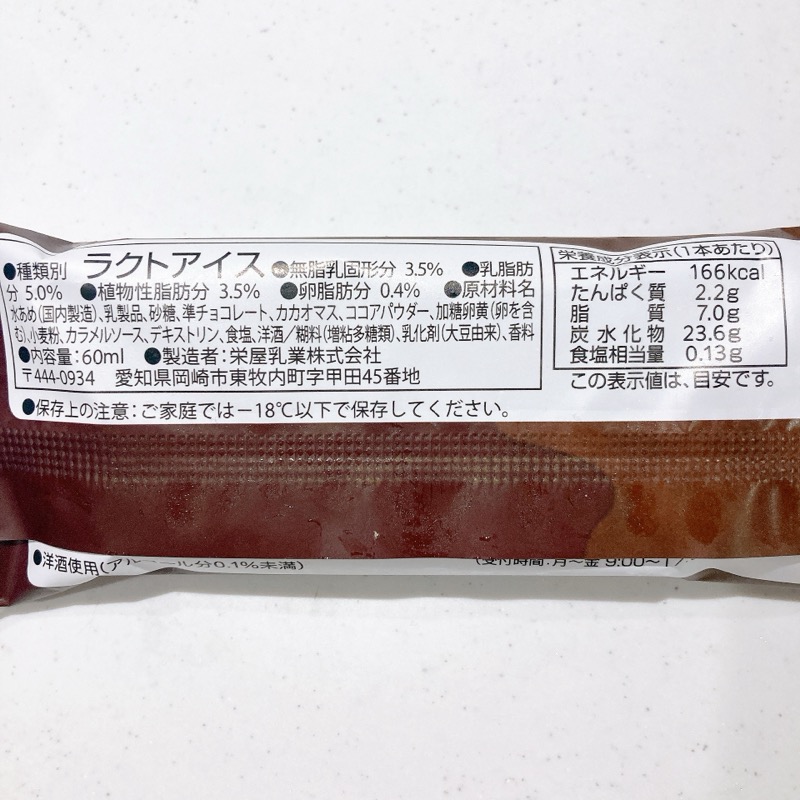 ●種類別 ラクトアイス ●無脂乳固形分 3.5% ●乳脂肪
分 5.0% ●植物性脂肪分 3.5% ●卵脂肪分 0.4% ●原材料名
水あめ(国内製造)、乳製品、砂糖、準チョコレート、カカオマス、ココアパウダー、加糖卵黄(卵を含
む)、小麦粉、カラメルソース、デキストリン、食塩、洋酒/糊料(増粘多糖類)、乳化剤(大豆由来)、香料
●内容量:60ml ●製造者:栄屋乳業株式会社
〒444-0934 愛知県岡崎市東牧内町字甲田45番地
●保存上の注意:ご家庭では−18℃以下で保存してください。
栄養成分表示(1本あたり)
エネルギー 166kcal
たんぱく質 2.2g
脂質 7.0g
炭水化物 23.6g
食塩相当量 0.13g
この表示値は、目安です。
●洋酒使用(アルコール分0.1%未満)
(受付時間:月〜金 9:00〜17